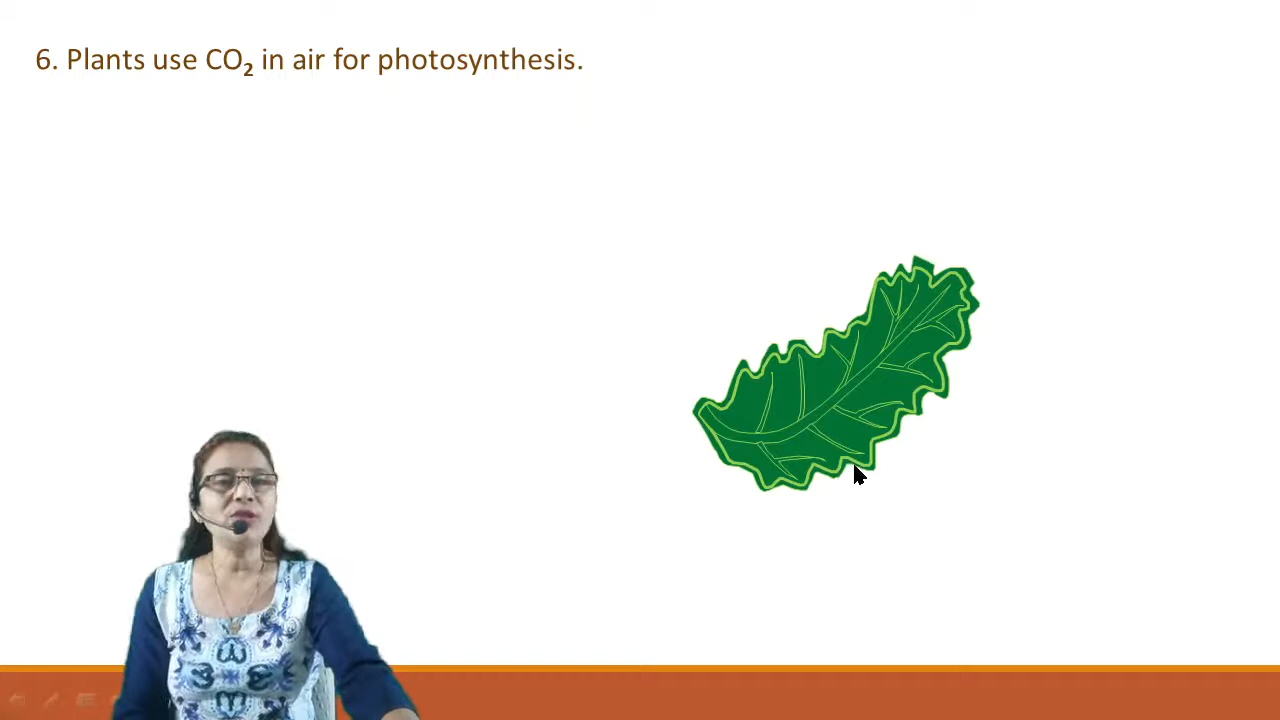 6. Plants use CO₂ in air for photosynthesis.